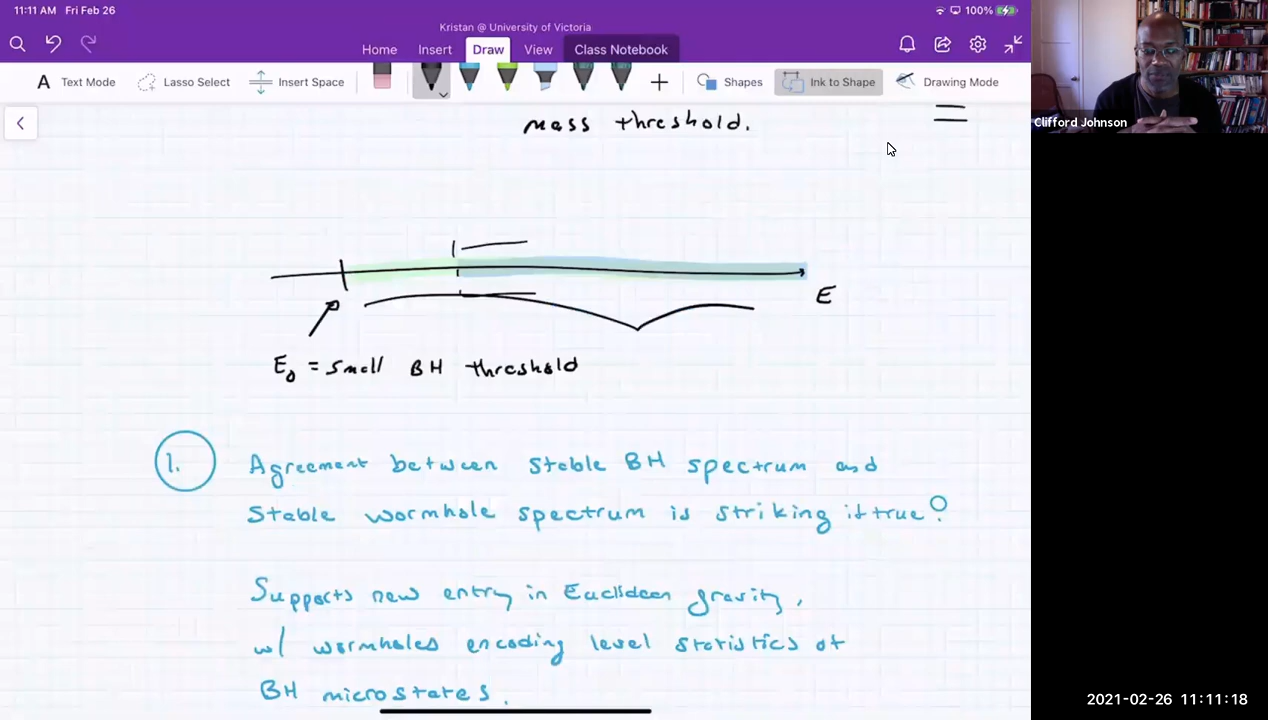 11:11 AM Fri Feb 26
100%
Kristan @ University of Victoria
Home Insert Draw View Class Notebook
A Text Mode Lasso Select Insert Space Shapes Ink to Shape Drawing Mode
Clifford Johnson
mass threshold.
E
E0 = small BH threshold
1. Agreement between stable BH spectrum and
stable wormhole spectrum is striking if true?
Supports new entry in Euclidean gravity,
w/ wormholes encoding level statistics of
BH microstates.
2021-02-26 11:11:18